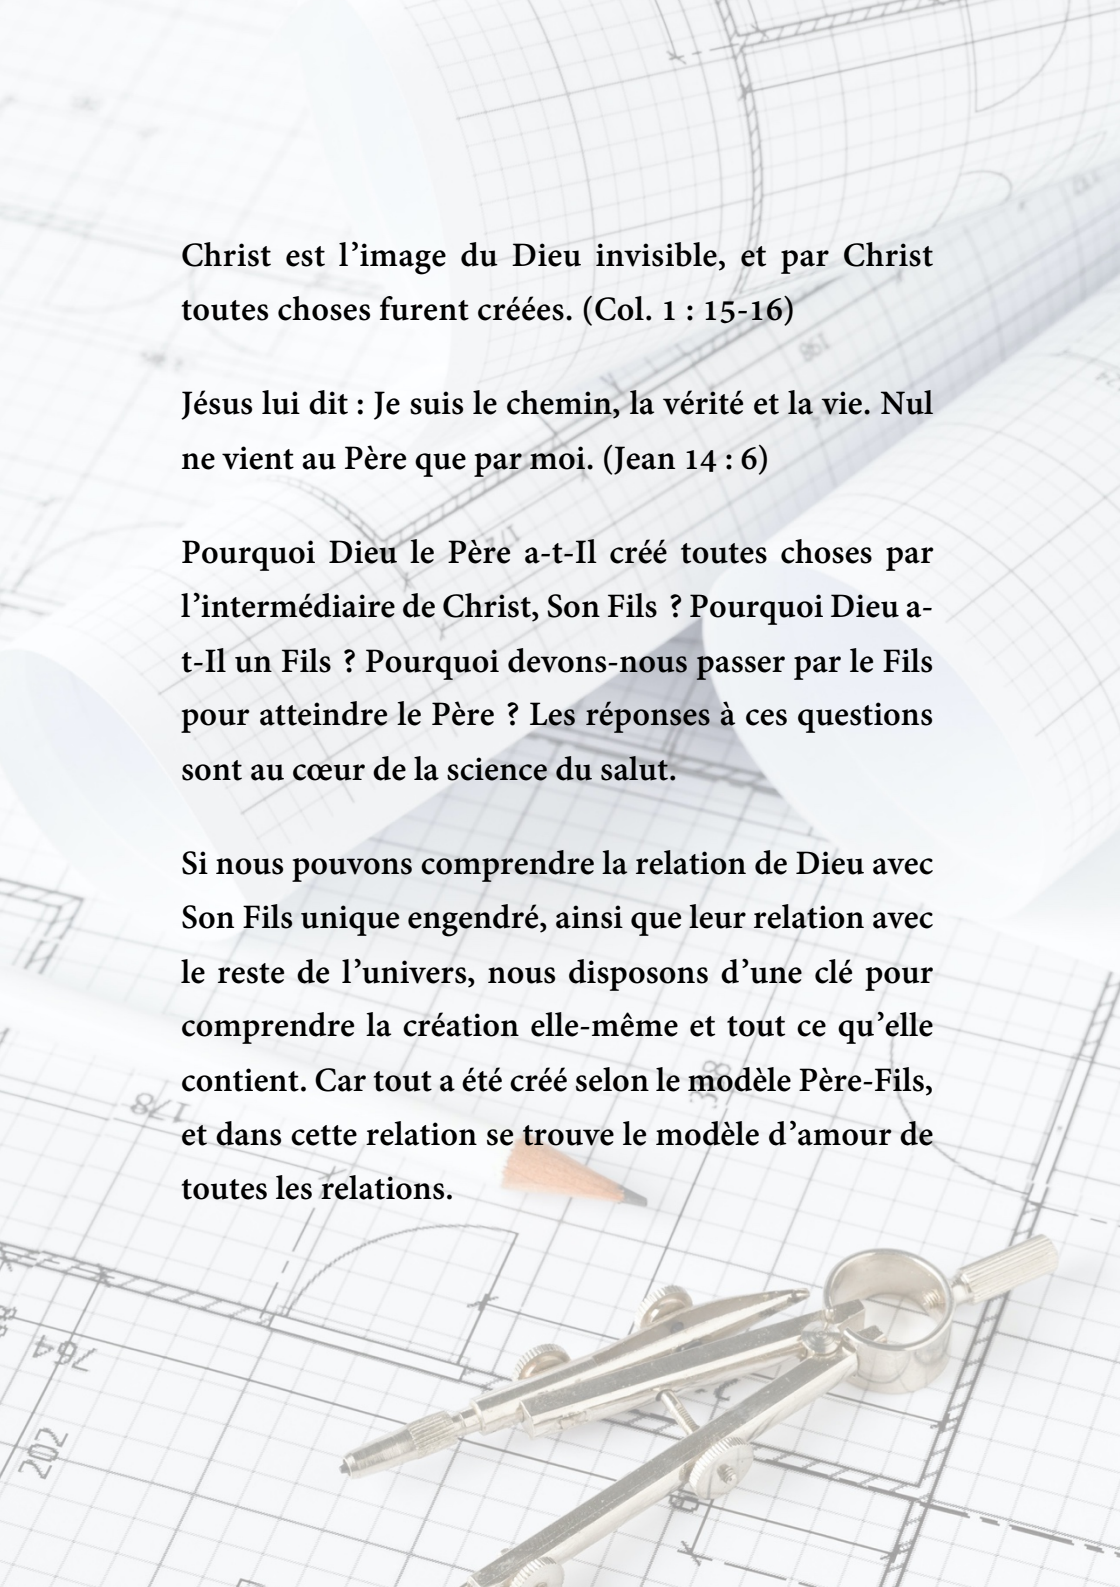 Christ est l’image du Dieu invisible, et par Christ
toutes choses furent créées. (Col. 1 : 15-16)
Jésus lui dit : Je suis le chemin, la vérité et la vie. Nul
ne vient au Père que par moi. (Jean 14 : 6)
Pourquoi Dieu le Père a-t-Il créé toutes choses par
l’intermédiaire de Christ, Son Fils ? Pourquoi Dieu a-
t-Il un Fils ? Pourquoi devons-nous passer par le Fils
pour atteindre le Père ? Les réponses à ces questions
sont au cœur de la science du salut.
Si nous pouvons comprendre la relation de Dieu avec
Son Fils unique engendré, ainsi que leur relation avec
le reste de l’univers, nous disposons d’une clé pour
comprendre la création elle-même et tout ce qu’elle
contient. Car tout a été créé selon le modèle Père-Fils,
et dans cette relation se trouve le modèle d’amour de
toutes les relations.
198
172
338
178
764
202